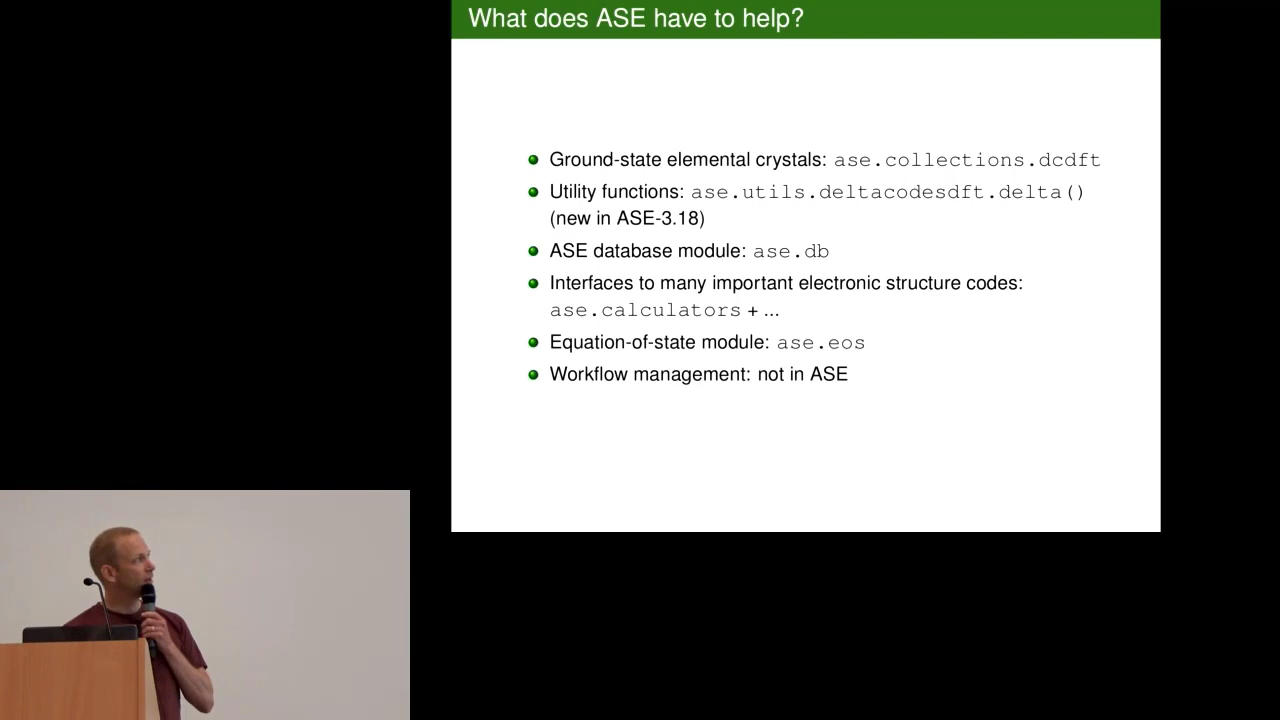 What does ASE have to help?
Ground-state elemental crystals: ase.collections.dcdft
Utility functions: ase.utils.deltacodesdft.delta()
(new in ASE-3.18)
ASE database module: ase.db
Interfaces to many important electronic structure codes:
ase.calculators + ...
Equation-of-state module: ase.eos
Workflow management: not in ASE